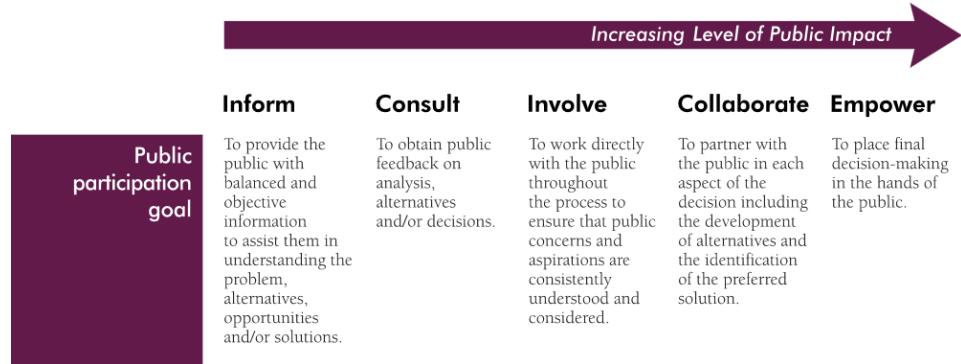 Increasing Level of Public Impact
Inform
Consult
Involve
Collaborate
Empower
Public
participation
goal
To provide the
public with
balanced and
objective
information
to assist them in
understanding the
problem,
alternatives,
opportunities
and/or solutions.
To obtain public
feedback on
analysis,
alternatives
and/or decisions.
To work directly
with the public
throughout
the process to
ensure that public
concerns and
aspirations are
consistently
understood and
considered.
To partner with
the public in each
aspect of the
decision including
the development
of alternatives and
the identification
of the preferred
solution.
To place final
decision-making
in the hands of
the public.